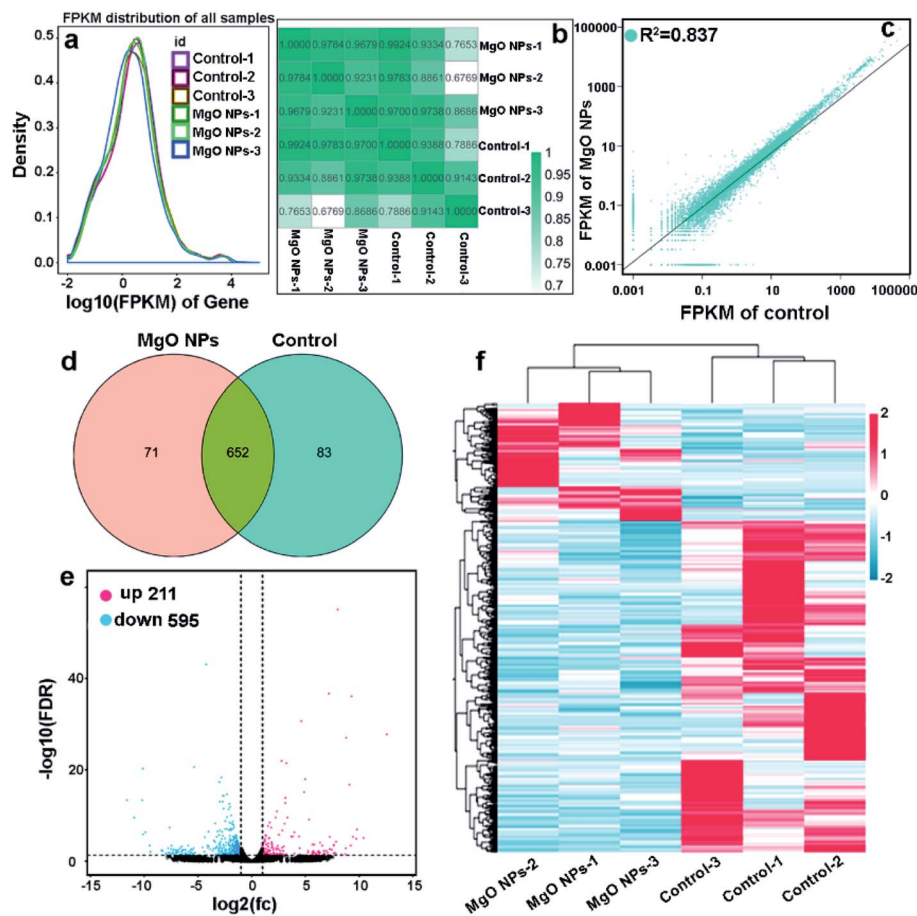 FPKM distribution of all samples
a
id
Control-1
Control-2
Control-3
MgO NPs-1
MgO NPs-2
MgO NPs-3
0.5
0.4
0.3
0.2
0.1
0.0
Density
-2 0 2 4
log10(FPKM) of Gene
b
1.0000 0.9784 0.9679 0.9924 0.9334 0.7653 MgO NPs-1
0.9784 1.0000 0.9231 0.9783 0.8861 0.6769 MgO NPs-2
0.9679 0.9231 1.0000 0.9700 0.9738 0.8686 MgO NPs-3
0.9924 0.9783 0.9700 1.0000 0.9388 0.7886 Control-1
0.9334 0.8861 0.9738 0.9388 1.0000 0.9143 Control-2
0.7653 0.6769 0.8686 0.7886 0.9143 1.0000 Control-3
MgO NPs-1
MgO NPs-2
MgO NPs-3
Control-1
Control-2
Control-3
1
0.95
0.9
0.85
0.8
0.75
0.7
c
R²=0.837
100000
1000
10
0.1
0.001
FPKM of MgO NPs
0.001 0.1 10 1000 100000
FPKM of control
d
MgO NPs Control
71 652 83
e
up 211
down 595
40
20
0
-log10(FDR)
-15 -10 -5 0 5 10 15
log2(fc)
f
2
1
0
-1
-2
MgO NPs-2
MgO NPs-1
MgO NPs-3
Control-3
Control-1
Control-2